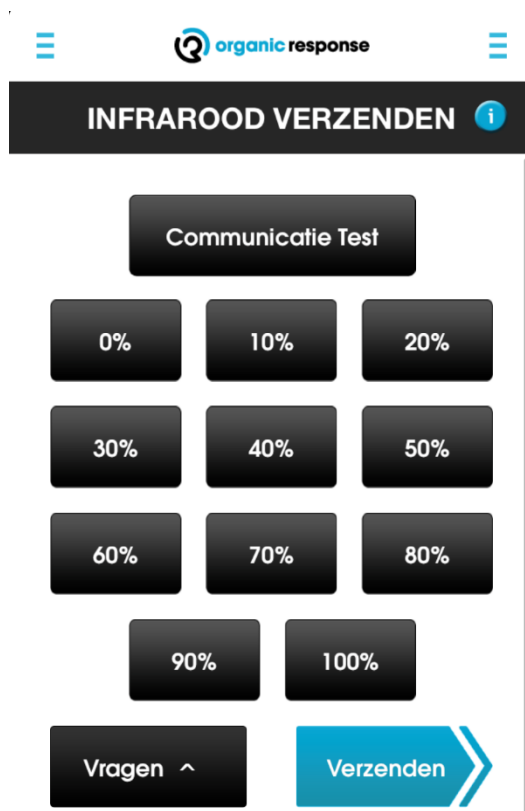 organic response
INFRAROOD VERZENDEN i
Communicatie Test
0% 10% 20%
30% 40% 50%
60% 70% 80%
90% 100%
Vragen ^ Verzenden